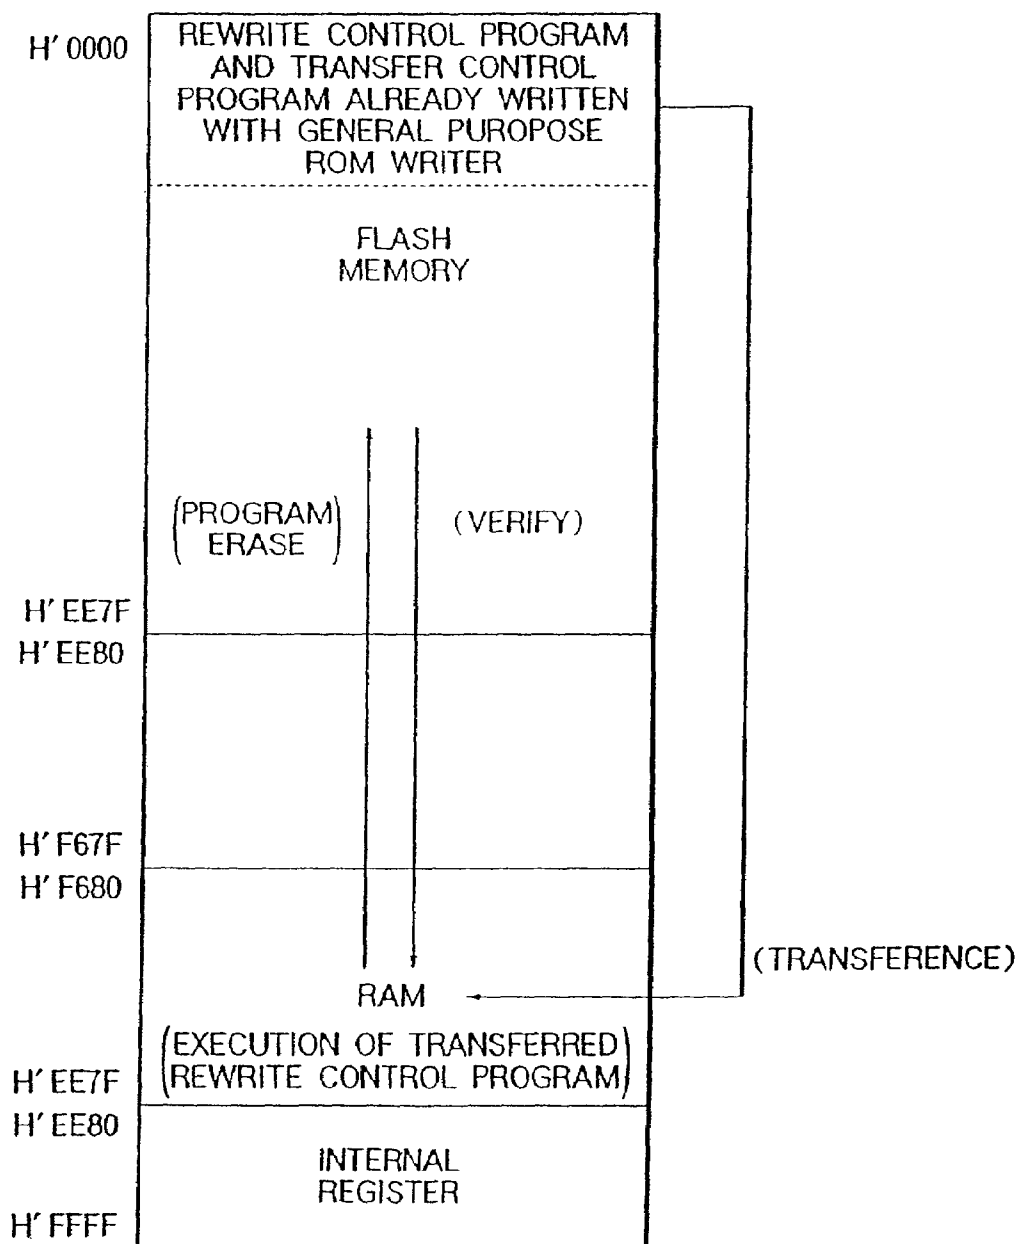 H' 0000
REWRITE CONTROL PROGRAM
AND TRANSFER CONTROL
PROGRAM ALREADY WRITTEN
WITH GENERAL PUROPOSE
ROM WRITER
FLASH
MEMORY
(PROGRAM
ERASE)
(VERIFY)
H' EE7F
H' EE80
H' F67F
H' F680
(TRANSFERENCE)
RAM
(EXECUTION OF TRANSFERRED
REWRITE CONTROL PROGRAM)
H' EE7F
H' EE80
INTERNAL
REGISTER
H' FFFF